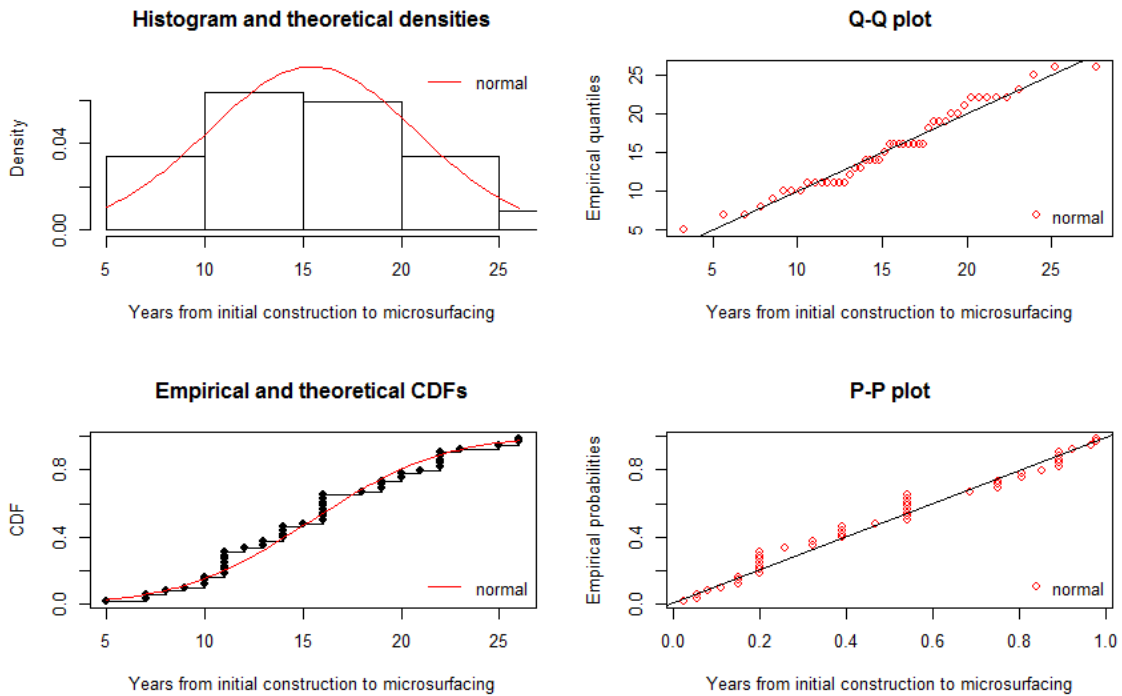 Histogram and theoretical densities
Density
0.00
0.04
normal
5 10 15 20 25
Years from initial construction to microsurfacing
Q-Q plot
Empirical quantiles
5 10 15 20 25
normal
5 10 15 20 25
Years from initial construction to microsurfacing
Empirical and theoretical CDFs
CDF
0.0 0.4 0.8
normal
5 10 15 20 25
Years from initial construction to microsurfacing
P-P plot
Empirical probabilities
0.0 0.4 0.8
normal
0.0 0.2 0.4 0.6 0.8 1.0
Years from initial construction to microsurfacing